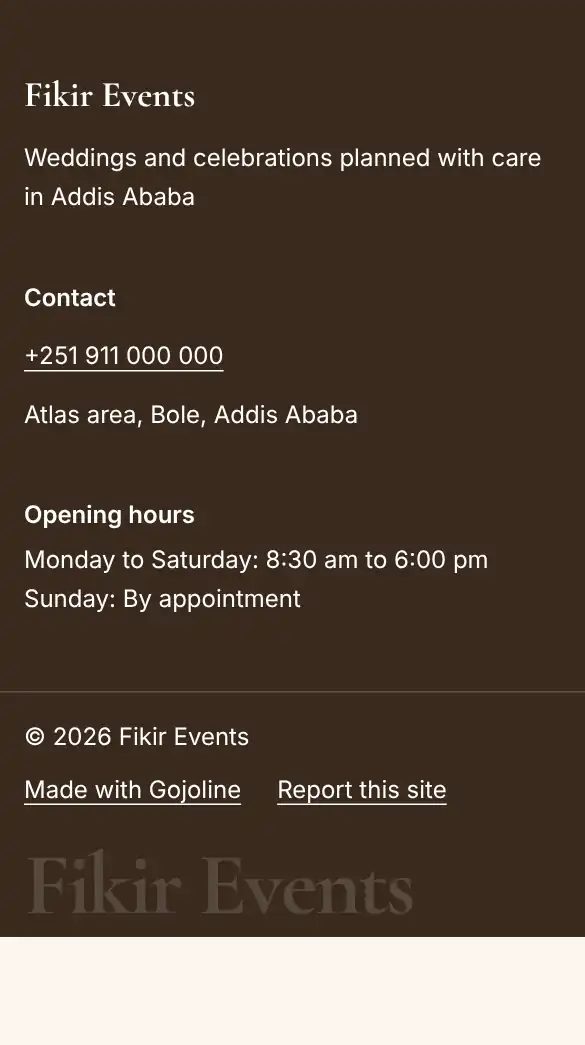 Fikir Events
Weddings and celebrations planned with care
in Addis Ababa
Contact
+251 911 000 000
Atlas area, Bole, Addis Ababa
Opening hours
Monday to Saturday: 8:30 am to 6:00 pm
Sunday: By appointment
© 2026 Fikir Events
Made with Gojoline Report this site
Fikir Events